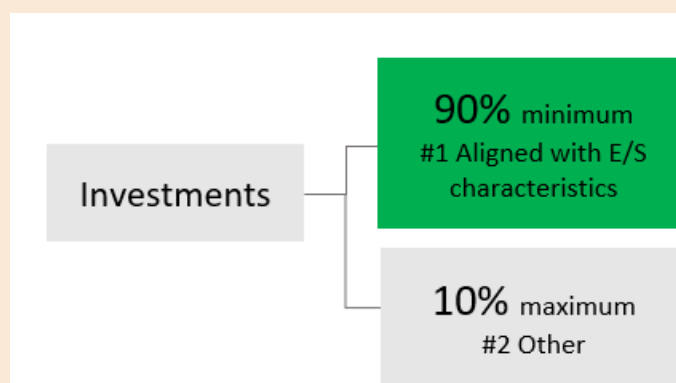 Investments
90% minimum
#1 Aligned with E/S
characteristics
10% maximum
#2 Other